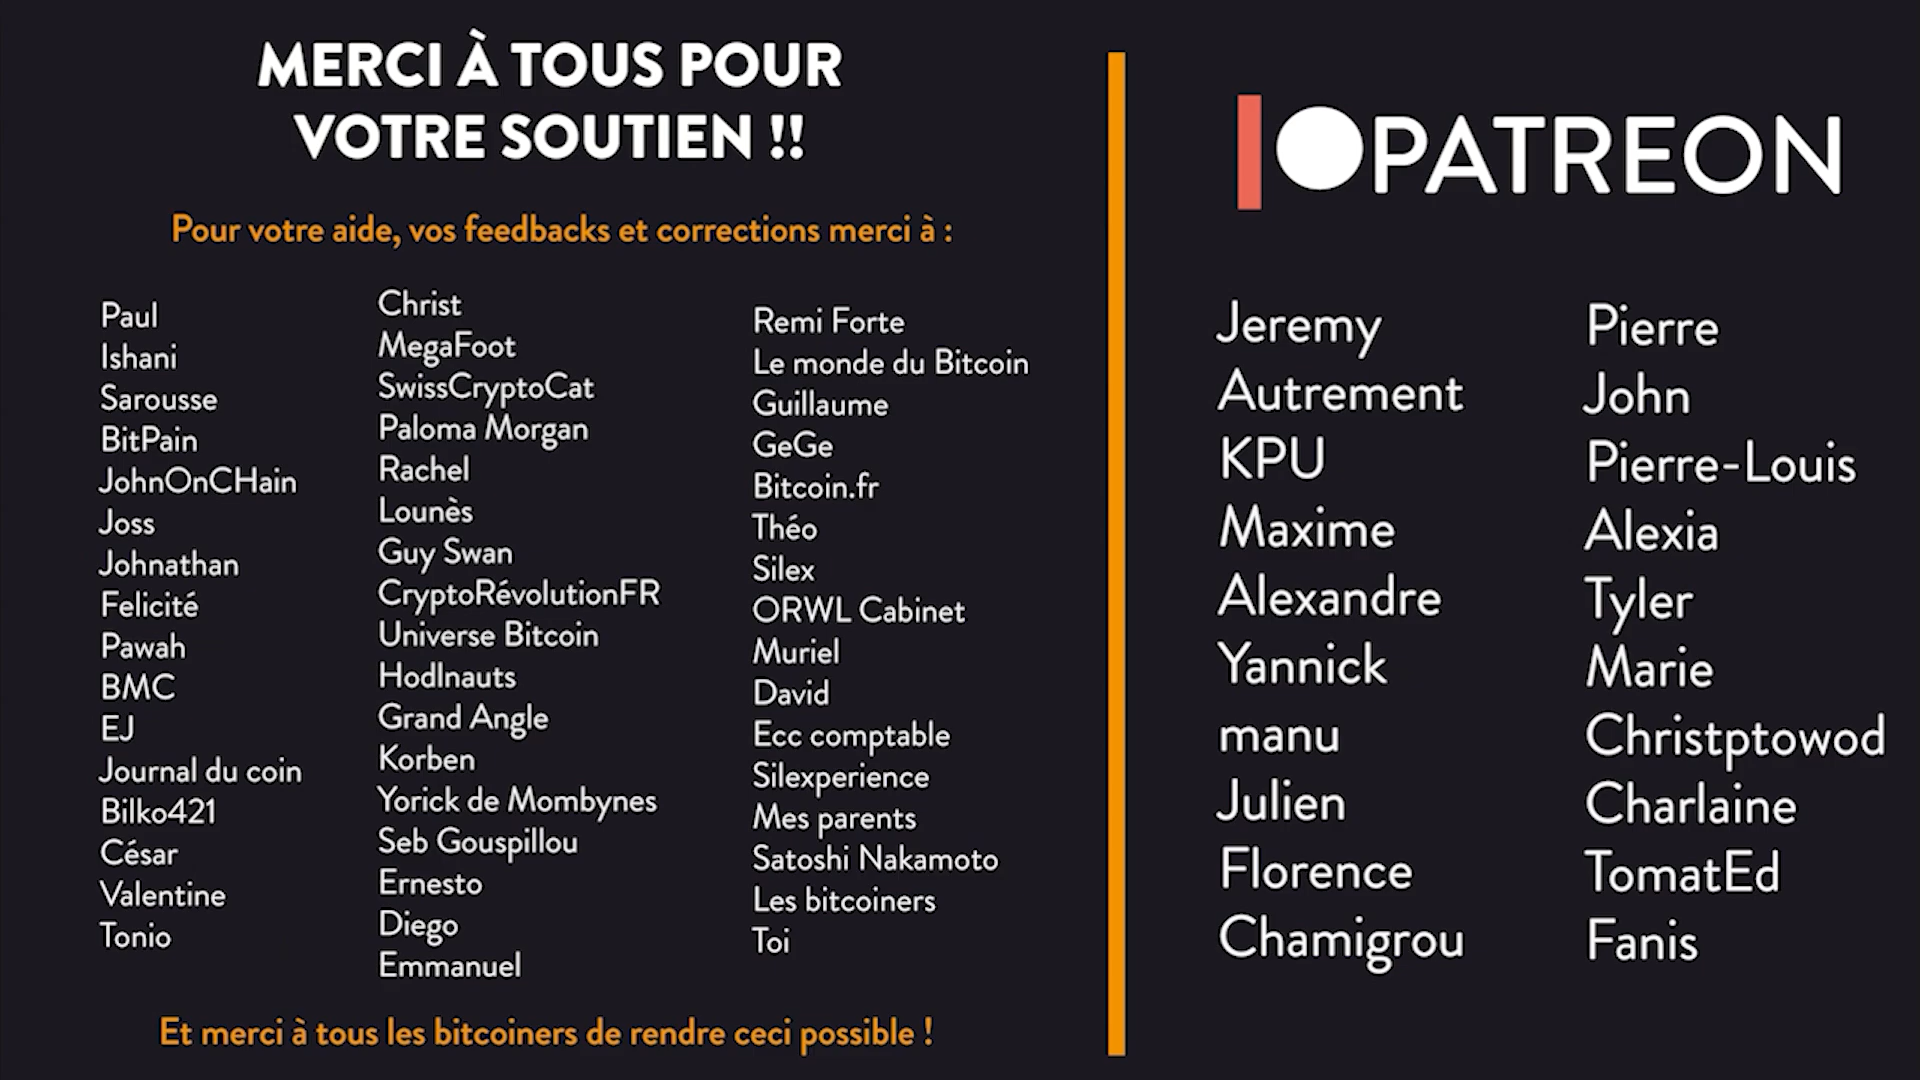 MERCI À TOUS POUR
VOTRE SOUTIEN !!
Pour votre aide, vos feedbacks et corrections merci à :
Paul
Ishani
Sarousse
BitPain
JohnOnCHain
Joss
Johnathan
Felicité
Pawah
BMC
EJ
Journal du coin
Bilko421
César
Valentine
Tonio
Christ
MegaFoot
SwissCryptoCat
Paloma Morgan
Rachel
Lounès
Guy Swan
CryptoRévolutionFR
Universe Bitcoin
Hodlnauts
Grand Angle
Korben
Yorick de Mombynes
Seb Gouspillou
Ernesto
Diego
Emmanuel
Remi Forte
Le monde du Bitcoin
Guillaume
GeGe
Bitcoin.fr
Théo
Silex
ORWL Cabinet
Muriel
David
Ecc comptable
Silexperience
Mes parents
Satoshi Nakamoto
Les bitcoiners
Toi
Et merci à tous les bitcoiners de rendre ceci possible !
PATREON
Jeremy
Autrement
KPU
Maxime
Alexandre
Yannick
manu
Julien
Florence
Chamigrou
Pierre
John
Pierre-Louis
Alexia
Tyler
Marie
Christptowod
Charlaine
TomatEd
Fanis